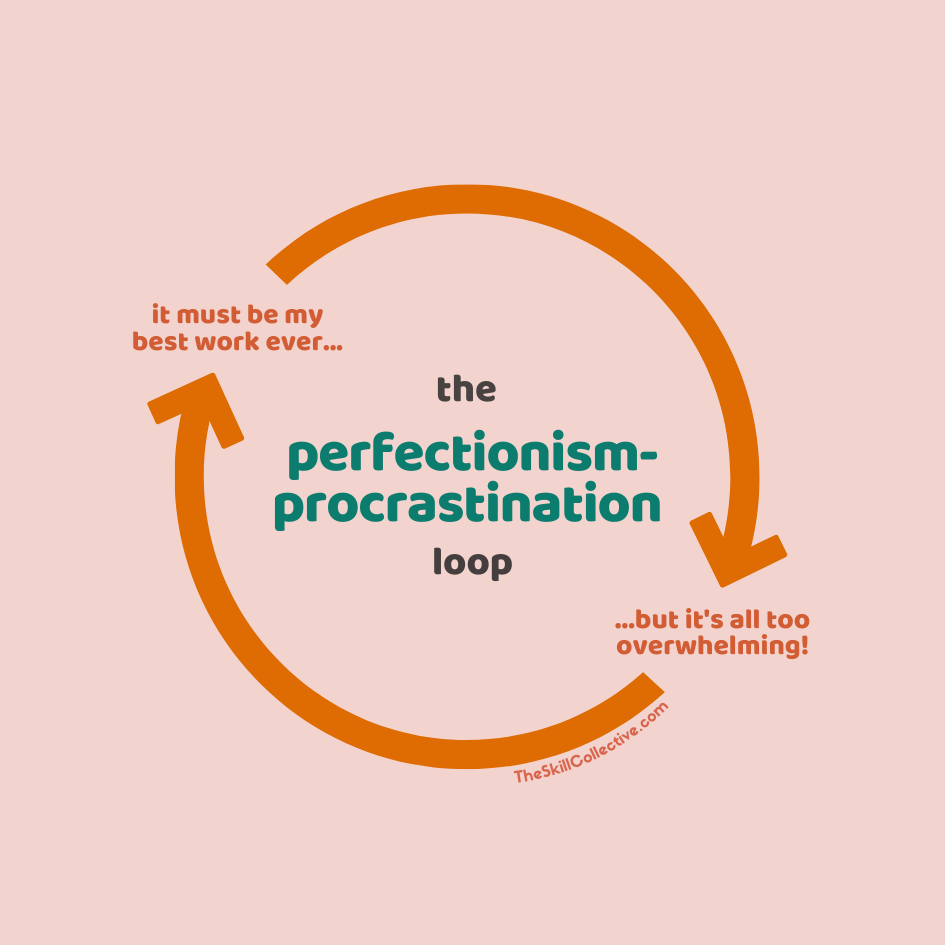 it must be my
best work ever...
the
perfectionism-
procrastination
loop
...but it's all too
overwhelming!
TheSkillCollective.com